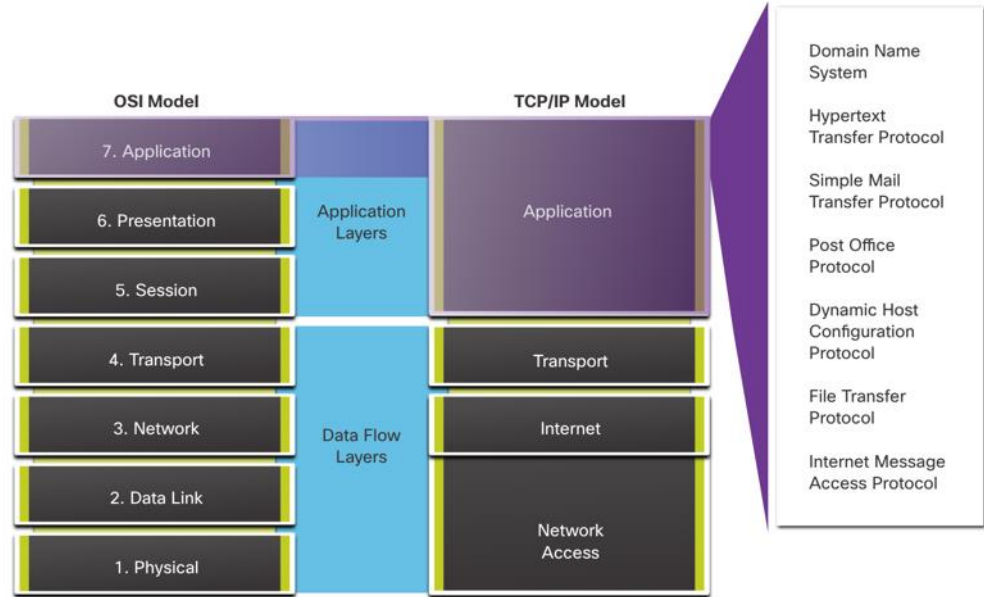 OSI Model
7. Application
6. Presentation
5. Session
4. Transport
3. Network
2. Data Link
1. Physical
Application
Layers
Data Flow
Layers
TCP/IP Model
Application
Transport
Internet
Network
Access
Domain Name
System
Hypertext
Transfer Protocol
Simple Mail
Transfer Protocol
Post Office
Protocol
Dynamic Host
Configuration
Protocol
File Transfer
Protocol
Internet Message
Access Protocol